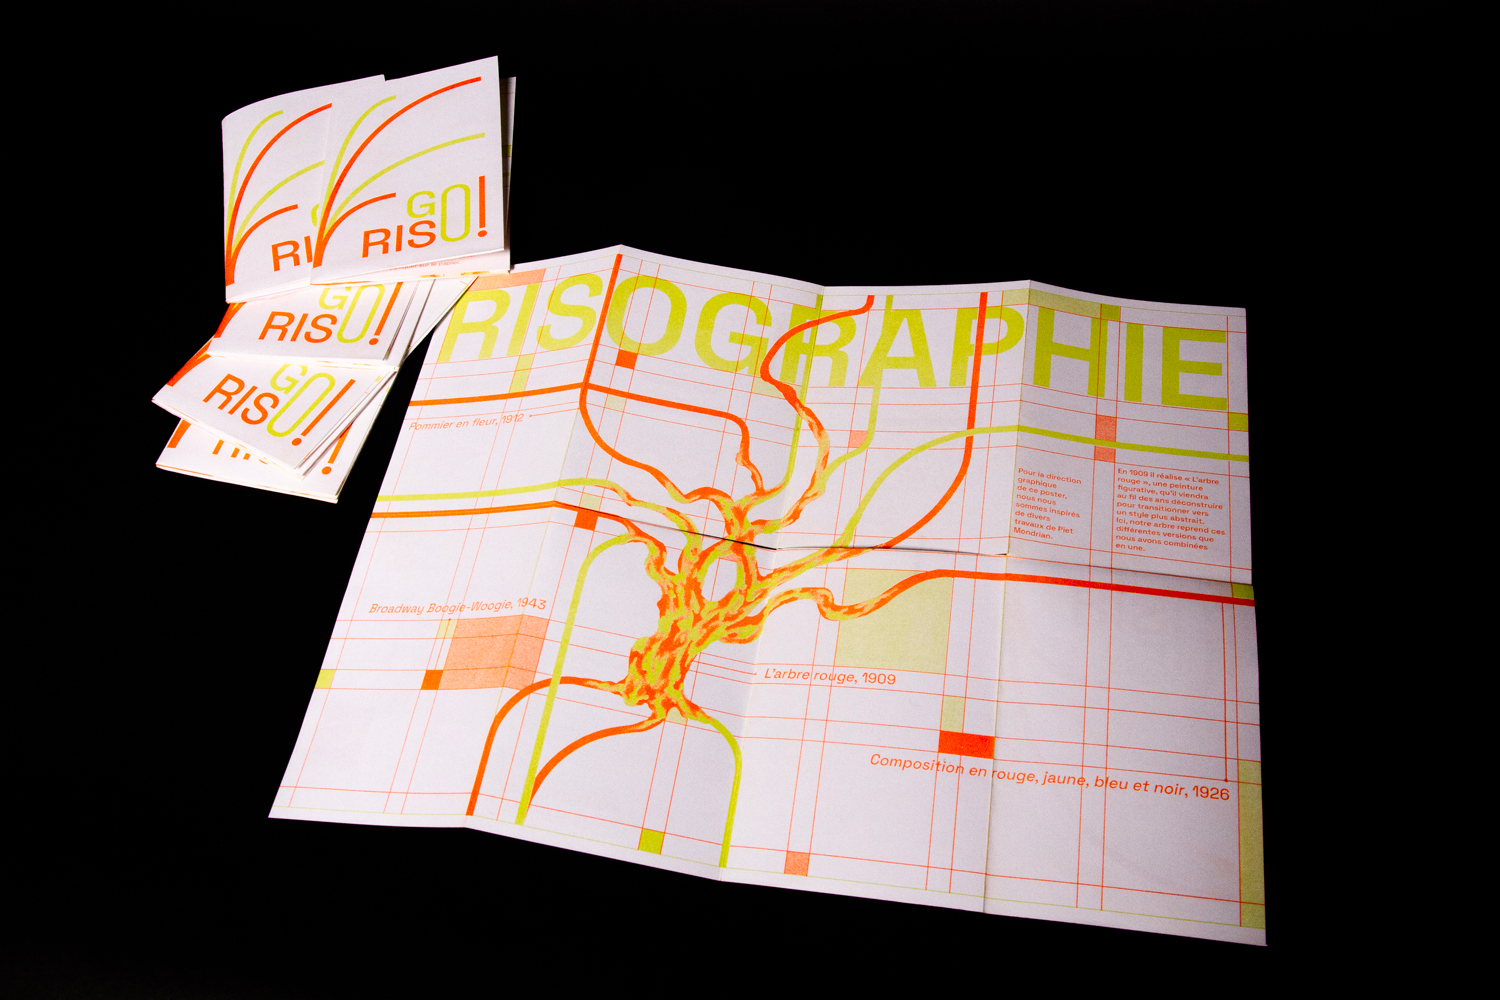 GO!
RISO
RI
GO!
RISO
GO!
RISO
RISOGRAPHIE
Pommier en fleur, 1912
Pour la direction
graphique
de ce poster,
nous nous
sommes inspirés
de divers
travaux de Piet
Mondrian.
En 1909 il réalise « L'arbre
rouge », une peinture
figurative, qu'il viendra
au fil des ans déconstruire
pour transitionner vers
un style plus abstrait.
Ici, notre arbre reprend ces
différentes versions que
nous avons combinées
en une.
Broadway Boogie-Woogie, 1943
L'arbre rouge, 1909
Composition en rouge, jaune, bleu et noir, 1926